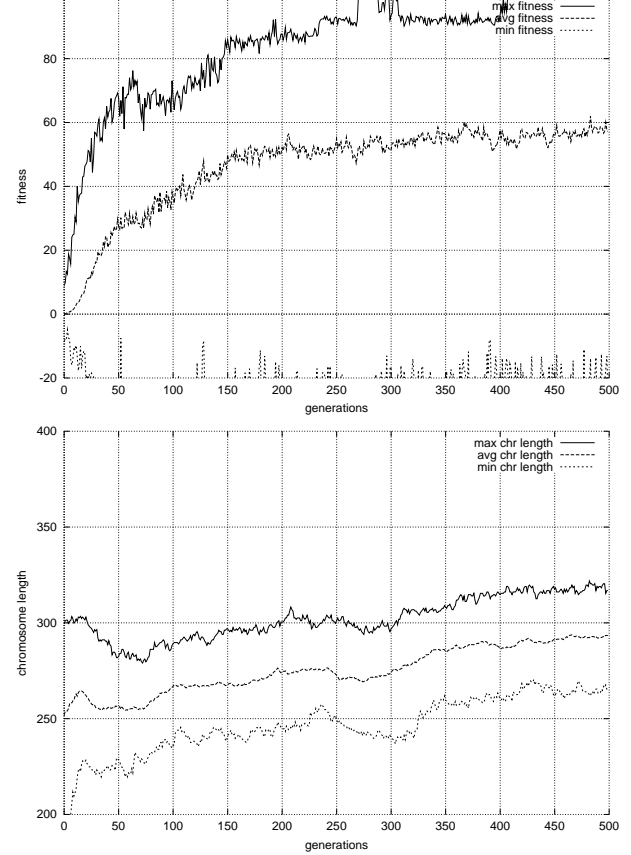 max fitness
avg fitness
min fitness
80
60
40
20
0
-20
fitness
0 50 100 150 200 250 300 350 400 450 500
generations
400
350
300
250
200
chromosome length
max chr length
avg chr length
min chr length
0 50 100 150 200 250 300 350 400 450 500
generations